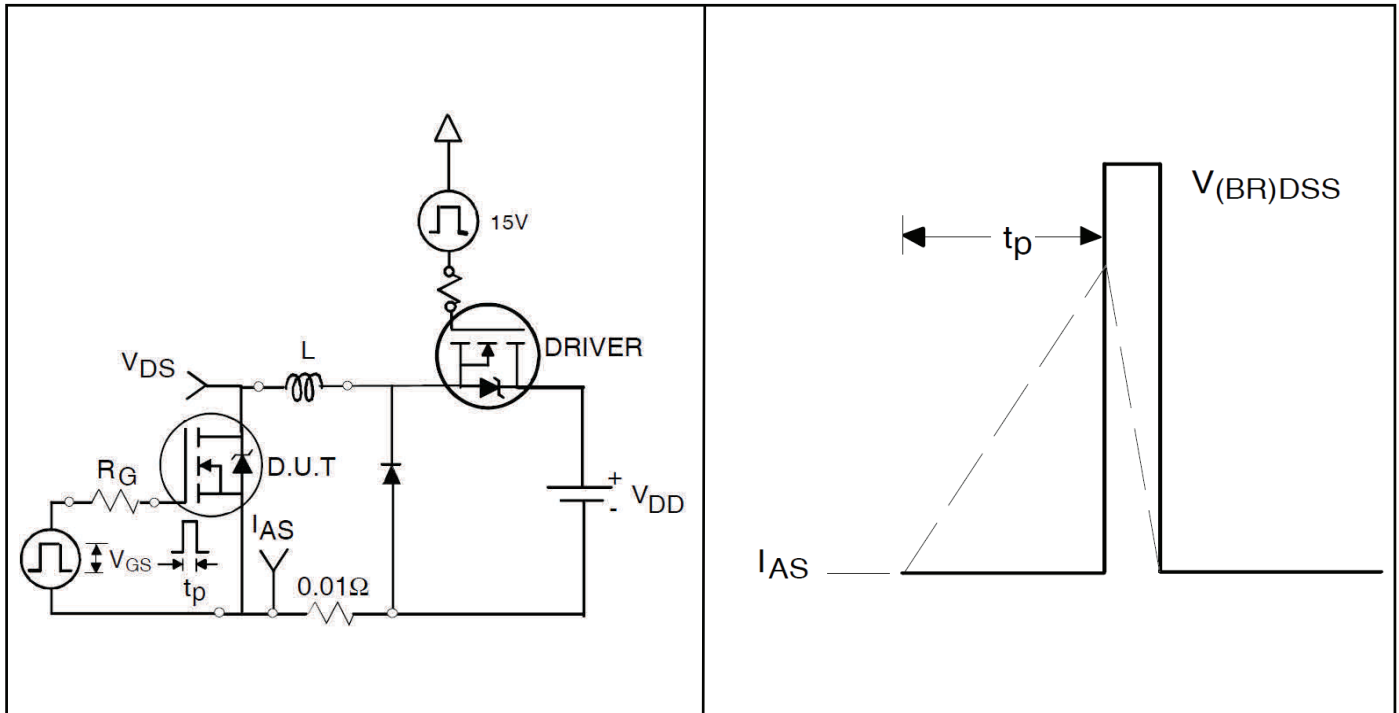 15V
DRIVER
L
VDS
D.U.T
RG
+
-
VDD
IAS
VGS
tp
0.01Ω
V(BR)DSS
tp
IAS